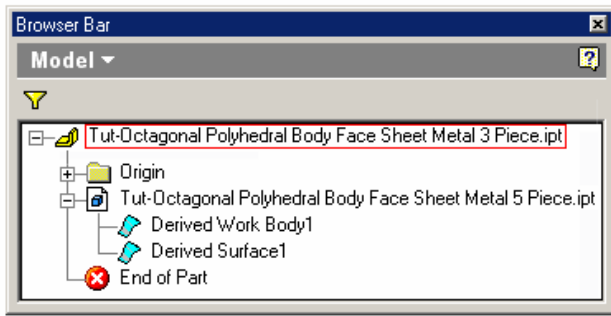 Browser Bar
Model
Tut-Octagonal Polyhedral Body Face Sheet Metal 3 Piece.ipt
Origin
Tut-Octagonal Polyhedral Body Face Sheet Metal 5 Piece.ipt
Derived Work Body1
Derived Surface1
End of Part